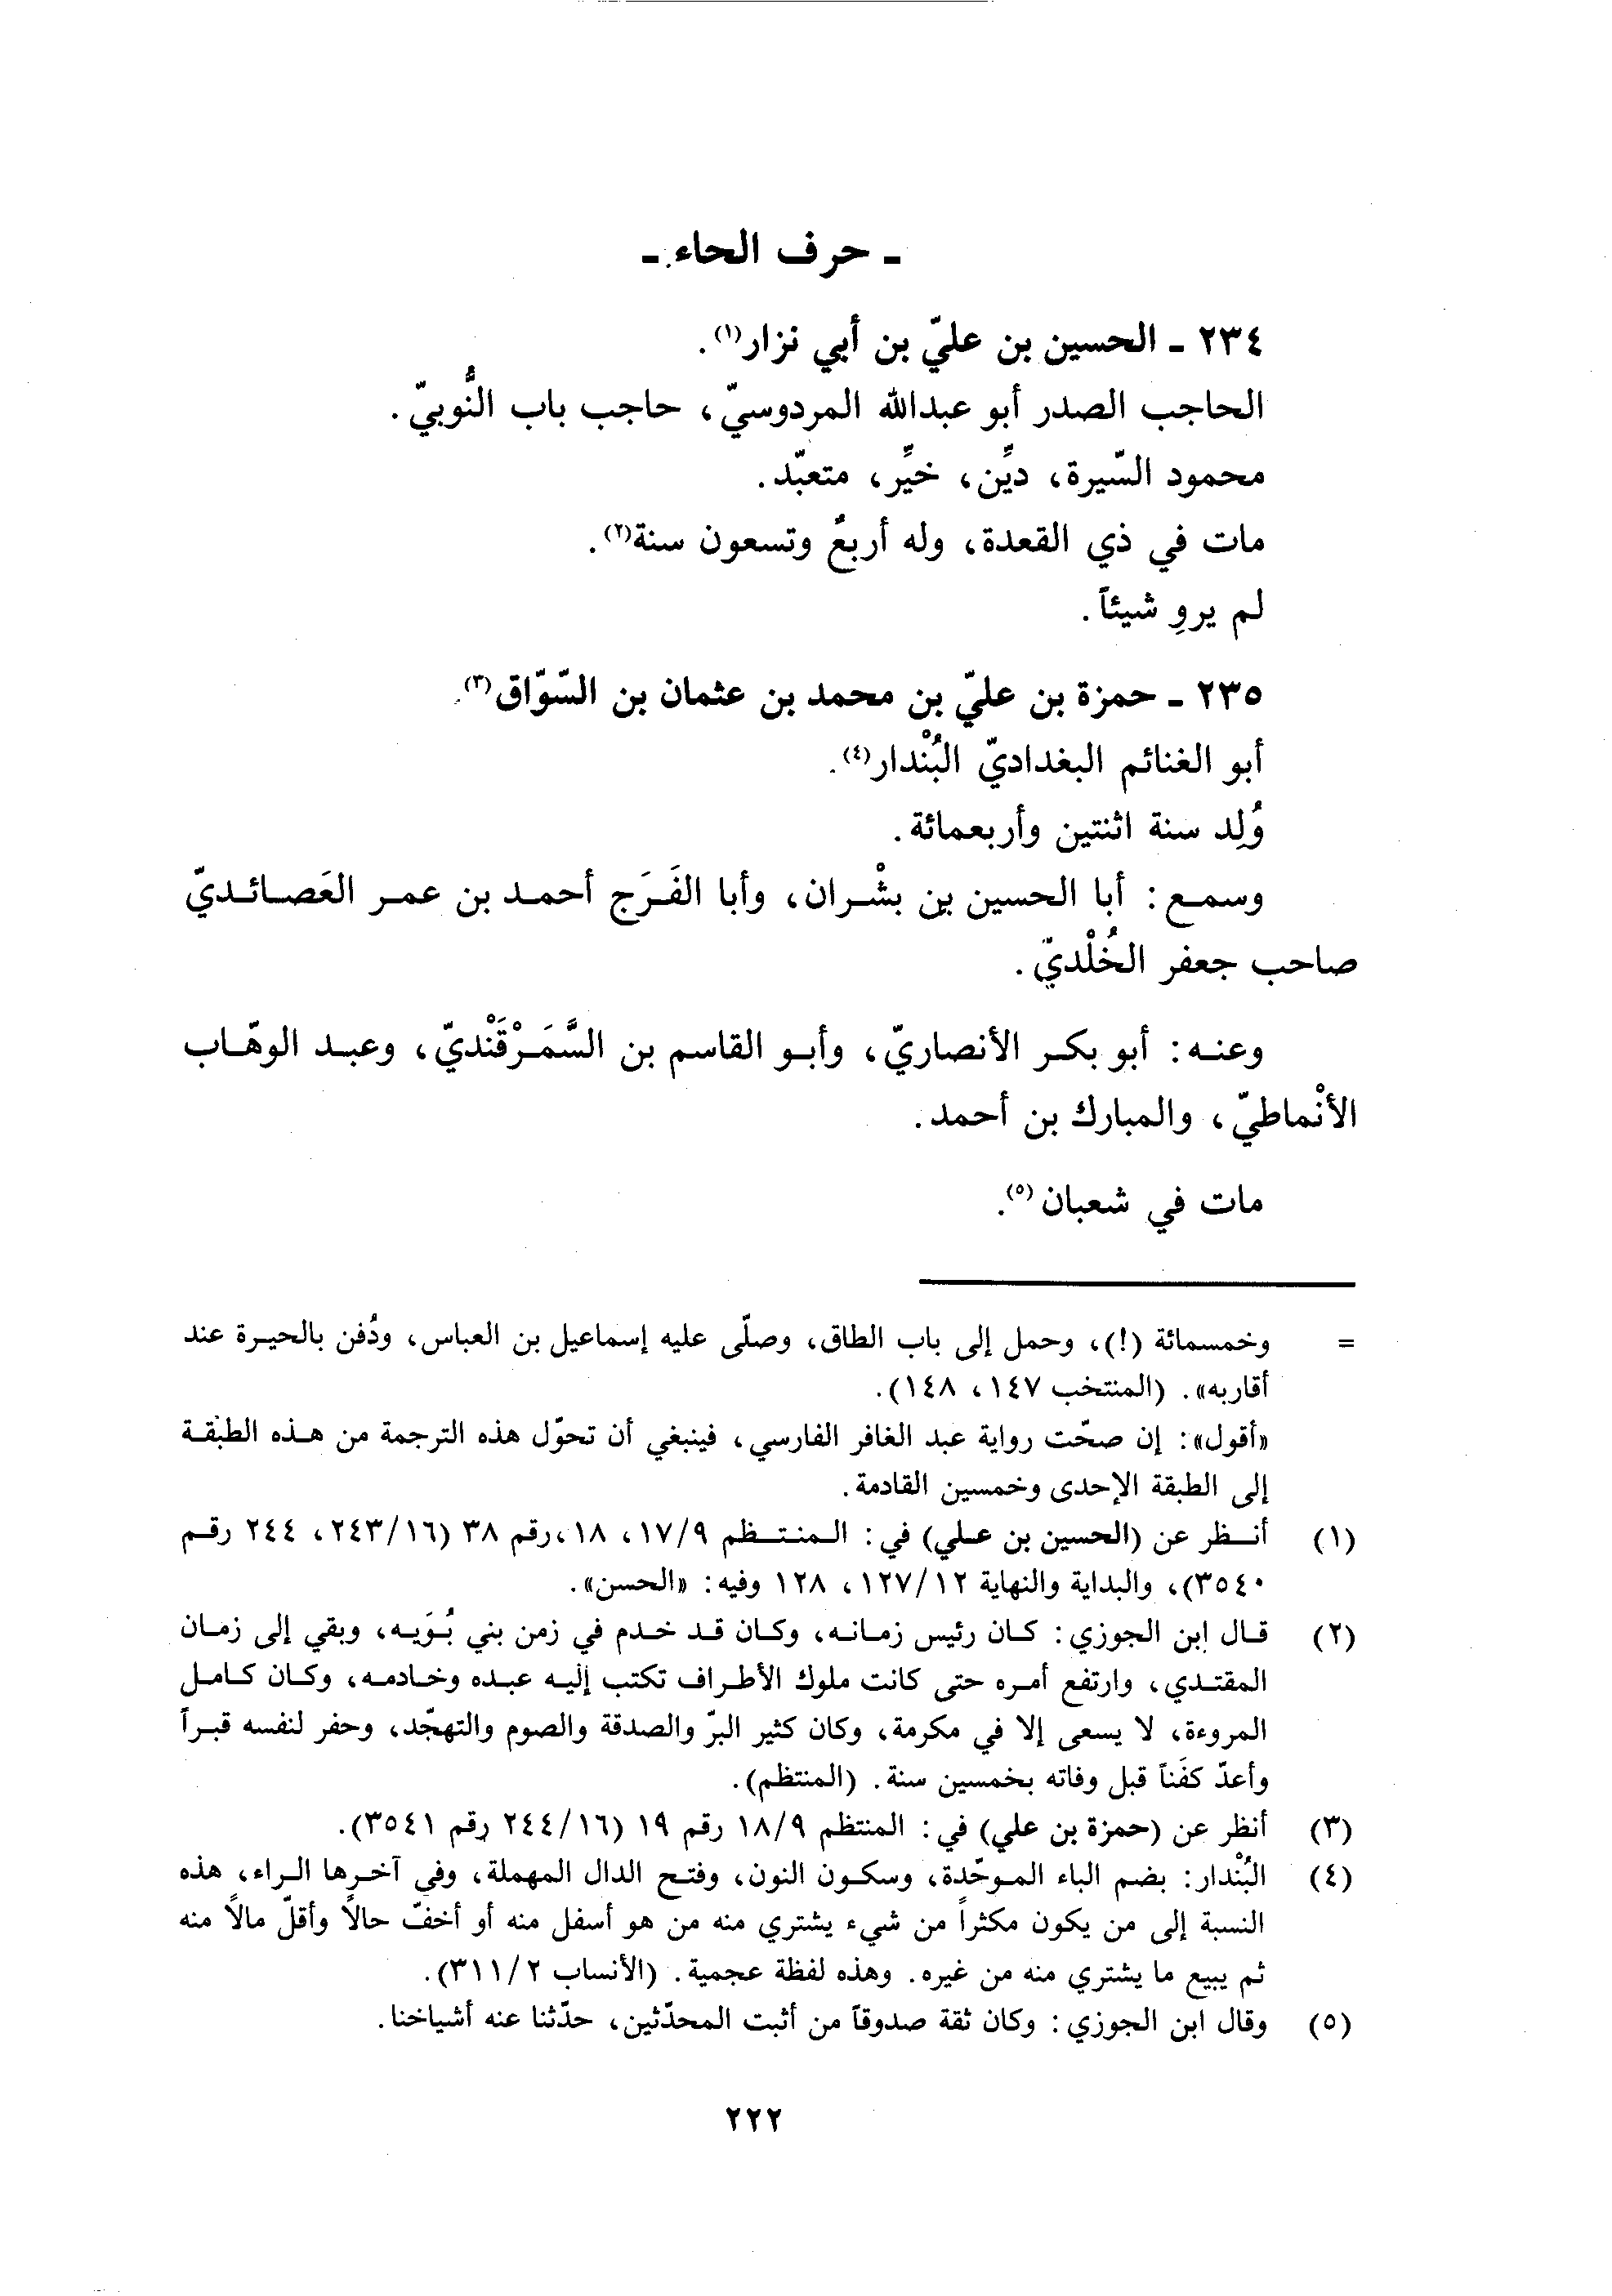 ـ حرف الحاء ـ
٢٣٤ ـ الحسين بن عليّ بن أبي نزار(١).
الحاجب الصدر أبو عبدالله المردوسيّ، حاجب باب النُّوبيّ.
محمود السّيرة، ديِّن، خيِّر، متعبّد.
مات في ذي القعدة، وله أربعٌ وتسعون سنة(٢).
لم يروِ شيئاً.
٢٣٥ ـ حمزة بن عليّ بن محمد بن عثمان بن السّوّاق(٣).
أبو الغنائم البغداديّ البُنْدار(٤).
وُلِد سنة اثنتين وأربعمائة.
وسمع: أبا الحسين بن بشْران، وأبا الفَرَج أحمد بن عمر العَصائديّ
صاحب جعفر الخُلْديّ.
وعنه: أبو بكر الأنصاريّ، وأبو القاسم بن السَّمَرْقَنْديّ، وعبد الوهّاب
الأنْماطيّ، والمبارك بن أحمد.
مات في شعبان(٥).
= وخمسمائة (!)، وحمل إلى باب الطاق، وصلّى عليه إسماعيل بن العباس، ودُفن بالحيرة عند
أقاربه». (المنتخب ١٤٧، ١٤٨).
«أقول»: إن صحّت رواية عبد الغافر الفارسي، فينبغي أن تحوّل هذه الترجمة من هذه الطبقة
إلى الطبقة الإحدى وخمسين القادمة.
(١) أنظر عن (الحسين بن علي) في: المنتظم ١٧/٩، ١٨، رقم ٣٨ (٢٤٣/١٦، ٢٤٤ رقم
٣٥٤٠)، والبداية والنهاية ١٢٧/١٢، ١٢٨ وفيه: «الحسن».
(٢) قال إبن الجوزي: كان رئيس زمانه، وكان قد خدم في زمن بني بُوَيه، وبقي إلى زمان
المقتدي، وارتفع أمره حتى كانت ملوك الأطراف تكتب إليه عبده وخادمه، وكان كامل
المروءة، لا يسعى إلا في مكرمة، وكان كثير البرّ والصدقة والصوم والتهجّد، وحفر لنفسه قبراً
وأعدّ كفَناً قبل وفاته بخمسين سنة. (المنتظم).
(٣) أنظر عن (حمزة بن علي) في: المنتظم ١٨/٩ رقم ١٩ (٢٤٤/١٦ رقم ٣٥٤١).
(٤) البُنْدار: بضم الباء الموحّدة، وسكون النون، وفتح الدال المهملة، وفي آخرها الراء، هذه
النسبة إلى من يكون مكثراً من شيء يشتري منه من هو أسفل منه أو أخفّ حالاً وأقلّ مالاً منه
ثم يبيع ما يشتري منه من غيره. وهذه لفظة عجمية. (الأنساب ٣١١/٢).
(٥) وقال ابن الجوزي: وكان ثقة صدوقاً من أثبت المحدّثين، حدّثنا عنه أشياخنا.
٢٢٢